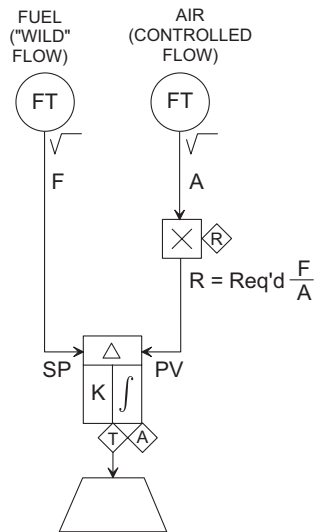 FUEL
("WILD"
FLOW)
AIR
(CONTROLLED
FLOW)
FT
FT
√
√
F
A
×
R
R = Req'd F/A
△
SP
PV
K
∫
T
A